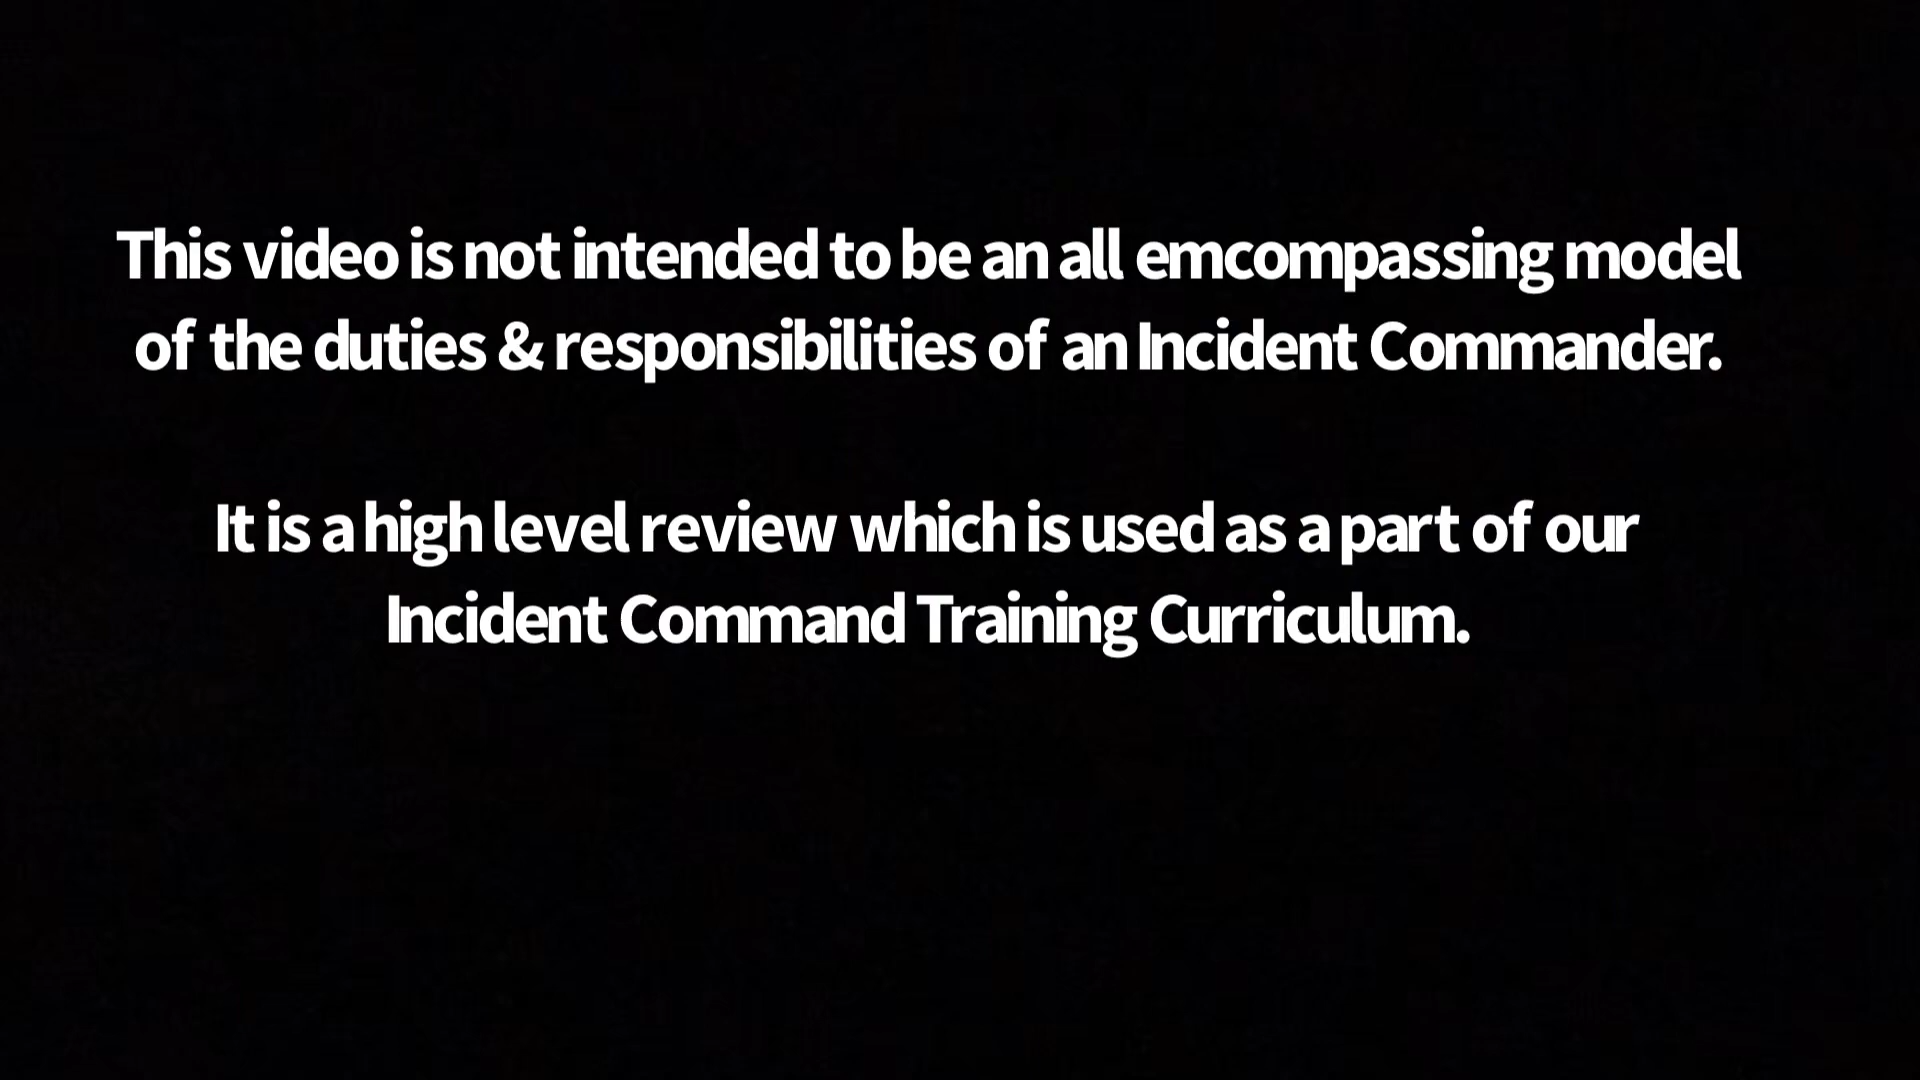 This video is not intended to be an all emcompassing model
of the duties & responsibilities of an Incident Commander.
It is a high level review which is used as a part of our
Incident Command Training Curriculum.